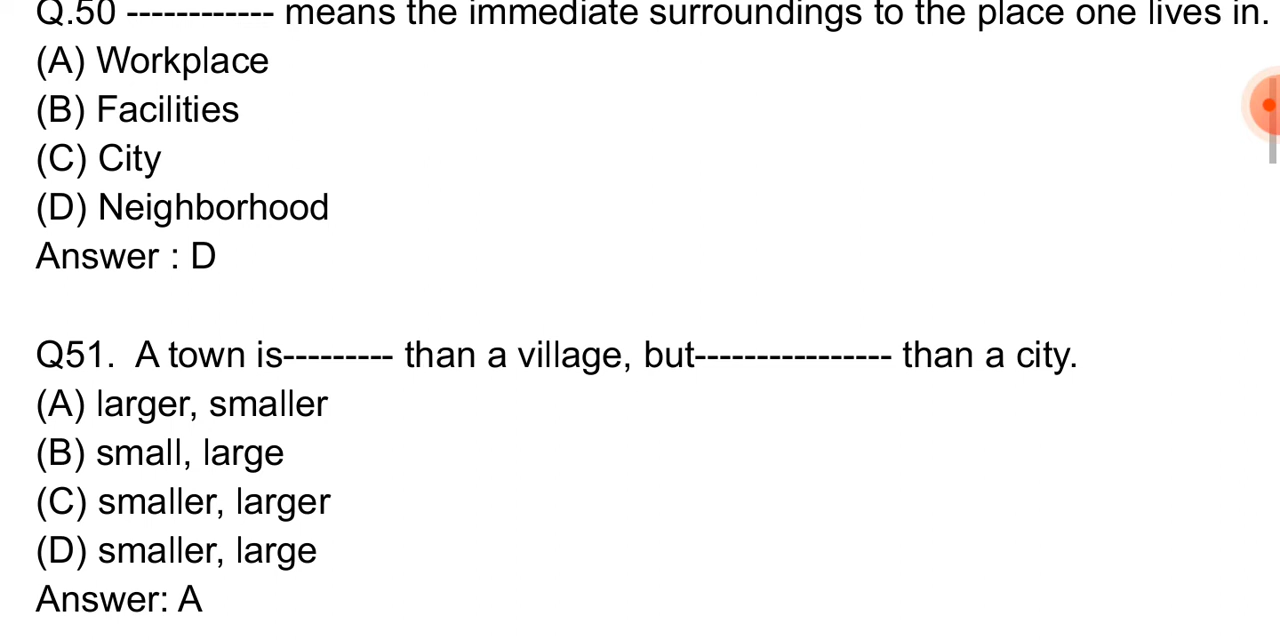 Q.50 ------------ means the immediate surroundings to the place one lives in.
(A) Workplace
(B) Facilities
(C) City
(D) Neighborhood
Answer : D
Q51.  A town is--------- than a village, but---------------- than a city.
(A) larger, smaller
(B) small, large
(C) smaller, larger
(D) smaller, large
Answer: A